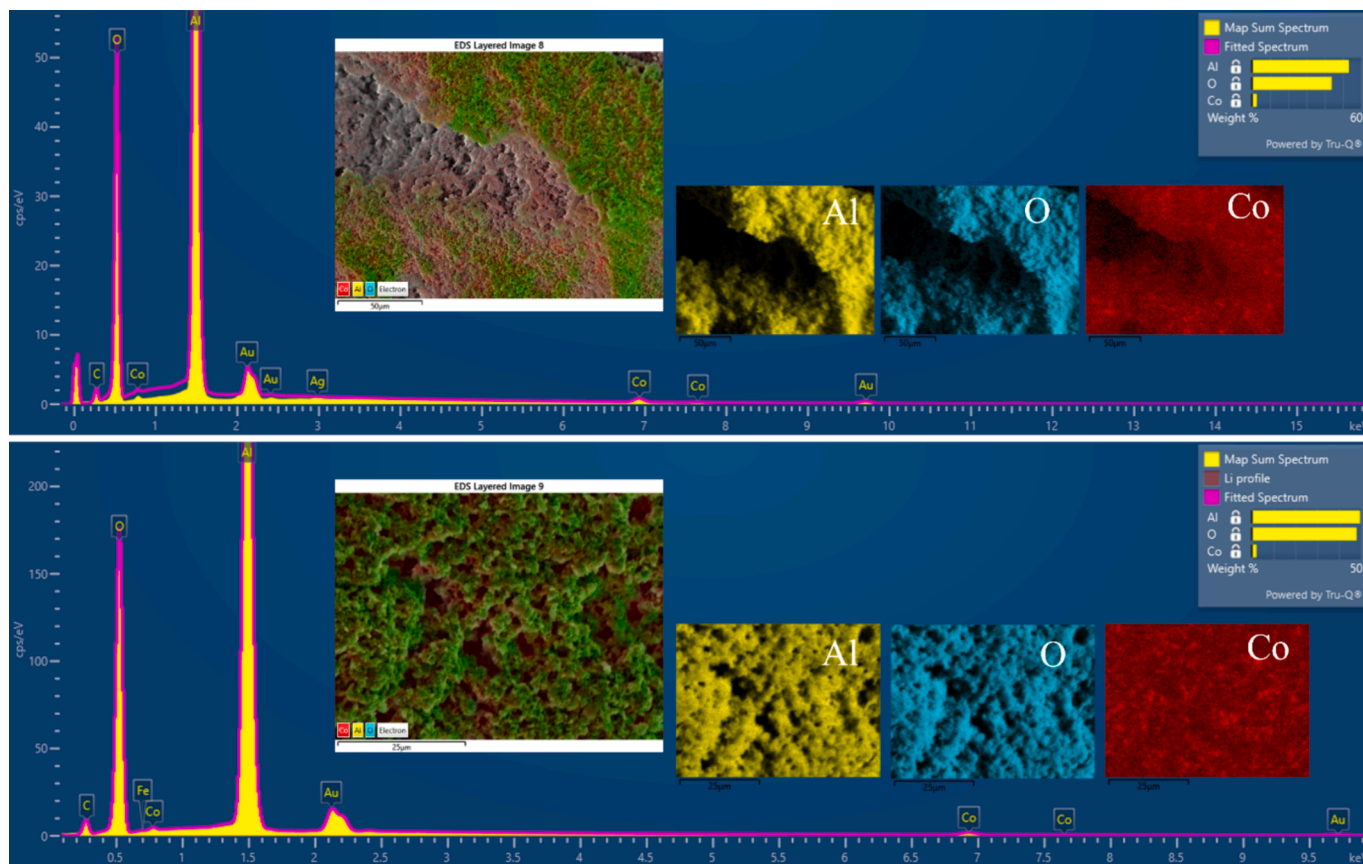 EDS Layered Image 8
Map Sum Spectrum
Fitted Spectrum
Al
O
Co
Weight % 60
Powered by Tru-Q®
cps/eV
50
40
30
20
10
0
O
Al
C
Co
Au
Au
Ag
Co
Co
Au
Co Al O Electron
50μm
Al
50μm
O
50μm
Co
50μm
0 1 2 3 4 5 6 7 8 9 10 11 12 13 14 15 ke
EDS Layered Image 9
Map Sum Spectrum
Li profile
Fitted Spectrum
Al
O
Co
Weight % 50
Powered by Tru-Q®
cps/eV
200
150
100
50
0
Al
O
C
Fe
Co
Au
Co
Co
Au
Co Al O Electron
25μm
Al
25μm
O
25μm
Co
25μm
0.5 1 1.5 2 2.5 3 3.5 4 4.5 5 5.5 6 6.5 7 7.5 8 8.5 9 9.5 ke